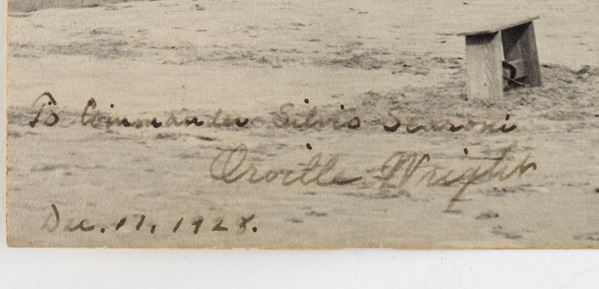 To Commander Silvio Scaroni
Orville Wright
Dec. 17, 1928.